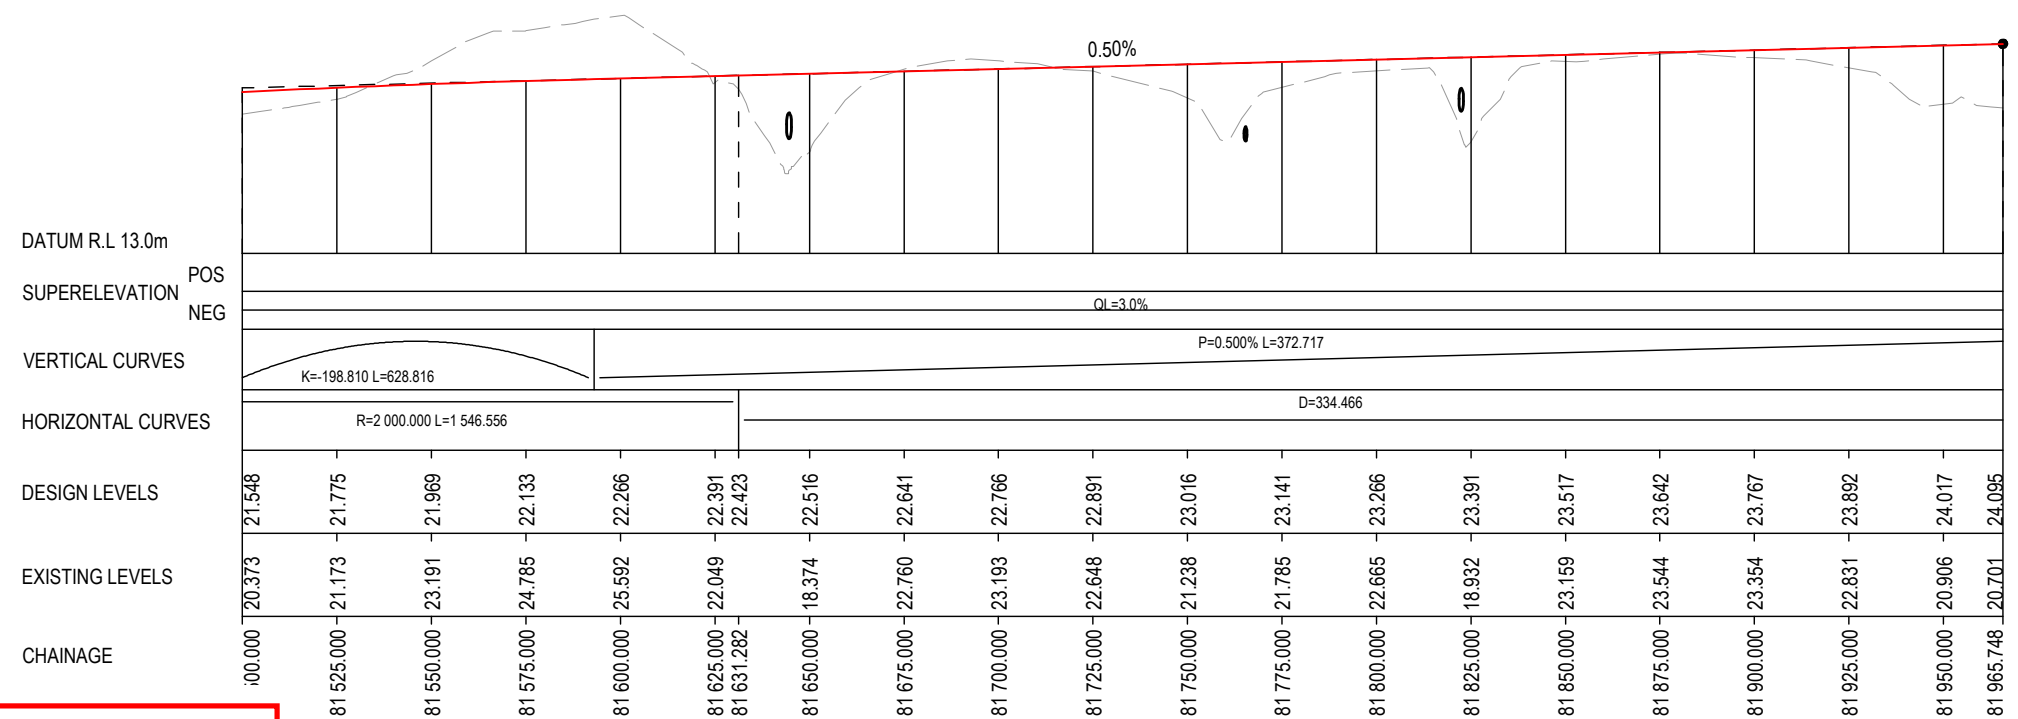 0.50%
DATUM R.L 13.0m
SUPERELEVATION
POS
NEG
QL=3.0%
VERTICAL CURVES
K=-198.810 L=628.816
P=0.500% L=372.717
HORIZONTAL CURVES
R=2 000.000 L=1 546.556
D=334.466
DESIGN LEVELS
21.548 21.775 21.969 22.133 22.266 22.391 22.423 22.516 22.641 22.766 22.891 23.016 23.141 23.266 23.391 23.517 23.642 23.767 23.892 24.017 24.095
EXISTING LEVELS
20.373 21.173 23.191 24.785 25.592 22.049 18.374 22.760 23.193 22.648 21.238 21.785 22.665 18.932 23.159 23.544 23.354 22.831 20.906 20.701
CHAINAGE
81 525.000 81 550.000 81 575.000 81 600.000 81 625.000 81 631.282 81 650.000 81 675.000 81 700.000 81 725.000 81 750.000 81 775.000 81 800.000 81 825.000 81 850.000 81 875.000 81 900.000 81 925.000 81 950.000 81 965.748